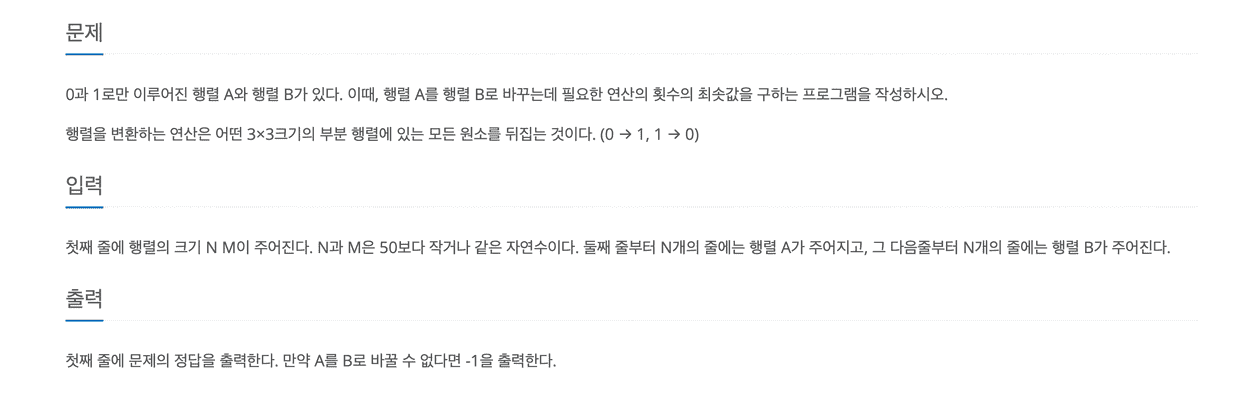 문제
0과 1로만 이루어진 행렬 A와 행렬 B가 있다. 이때, 행렬 A를 행렬 B로 바꾸는데 필요한 연산의 횟수의 최솟값을 구하는 프로그램을 작성하시오.
행렬을 변환하는 연산은 어떤 3×3크기의 부분 행렬에 있는 모든 원소를 뒤집는 것이다. (0 → 1, 1 → 0)
입력
첫째 줄에 행렬의 크기 N M이 주어진다. N과 M은 50보다 작거나 같은 자연수이다. 둘째 줄부터 N개의 줄에는 행렬 A가 주어지고, 그 다음줄부터 N개의 줄에는 행렬 B가 주어진다.
출력
첫째 줄에 문제의 정답을 출력한다. 만약 A를 B로 바꿀 수 없다면 -1을 출력한다.